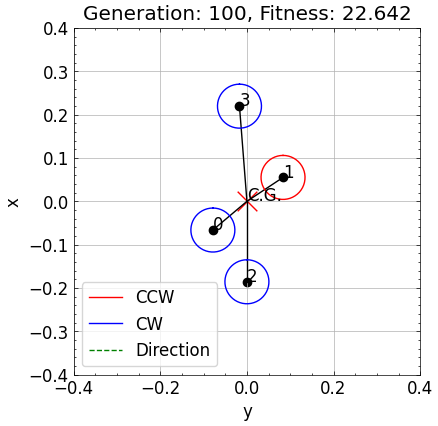 Generation: 100, Fitness: 22.642
0.4
0.3
0.2
0.1
0.0
−0.1
−0.2
−0.3
−0.4
x
3
1
C.G.
0
2
CCW
CW
Direction
−0.4 −0.2 0.0 0.2 0.4
y